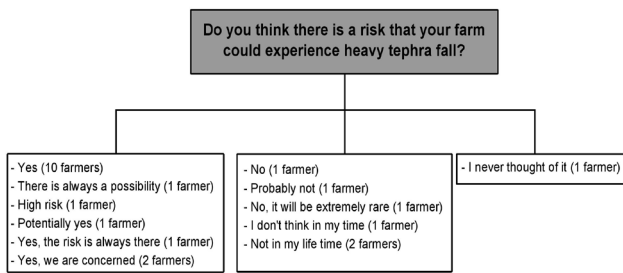 Do you think there is a risk that your farm
could experience heavy tephra fall?
- Yes (10 farmers)
- There is always a possibility (1 farmer)
- High risk (1 farmer)
- Potentially yes (1 farmer)
- Yes, the risk is always there (1 farmer)
- Yes, we are concerned (2 farmers)
- No (1 farmer)
- Probably not (1 farmer)
- No, it will be extremely rare (1 farmer)
- I don't think in my time (1 farmer)
- Not in my life time (2 farmers)
- I never thought of it (1 farmer)